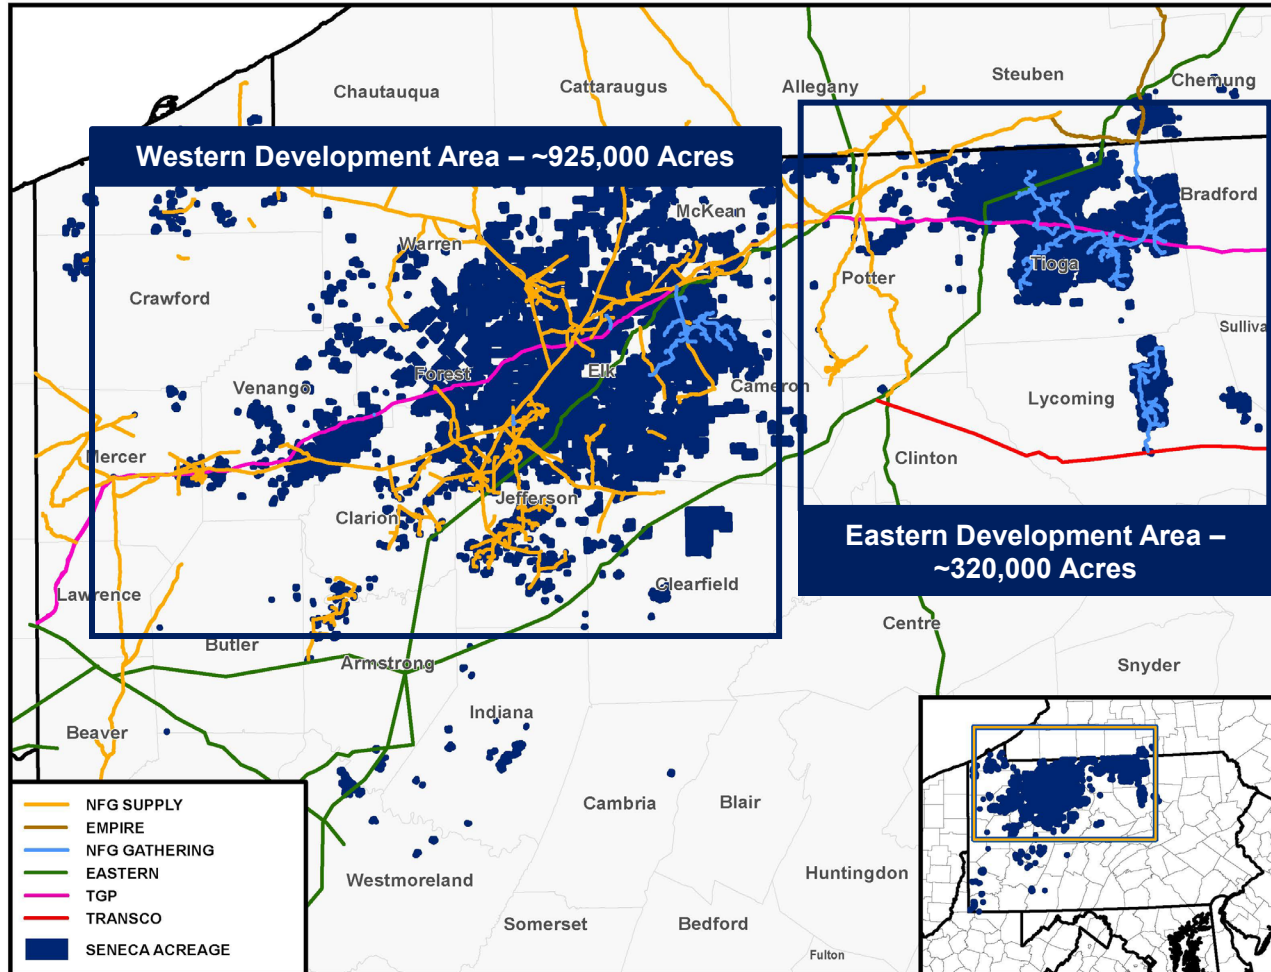 Chautauqua
Cattaraugus
Allegany
Steuben
Chemung
Western Development Area – ~925,000 Acres
McKean
Bradford
Warren
Tioga
Potter
Crawford
Sulliva
Forest
Elk
Cameron
Venango
Lycoming
Mercer
Clinton
Jefferson
Clarion
Eastern Development Area –
~320,000 Acres
Clearfield
Lawrence
Centre
Butler
Armstrong
Snyder
Indiana
Beaver
Cambria
Blair
Huntingdon
Westmoreland
Somerset
Bedford
Fulton
NFG SUPPLY
EMPIRE
NFG GATHERING
EASTERN
TGP
TRANSCO
SENECA ACREAGE